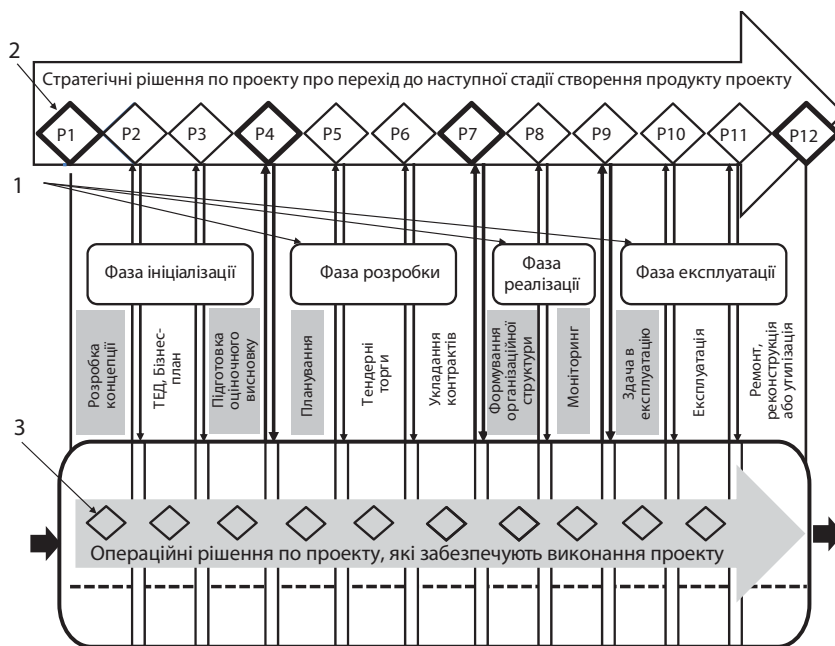 2
Стратегічні рішення по проекту про перехід до наступної стадії створення продукту проекту
P1
P2
P3
P4
P5
P6
P7
P8
P9
P10
P11
P12
1
Фаза ініціалізації
Фаза розробки
Фаза
реалізації
Фаза експлуатації
Розробка
концепції
ТЕД, Бізнес-
план
Підготовка
оціночного
висновку
Планування
Тендерні
торги
Укладання
контрактів
Формування
організаційної
структури
Моніторинг
Здача в
експлуатацію
Експлуатація
Ремонт,
реконструкція
або утилізація
3
Операційні рішення по проекту, які забезпечують виконання проекту